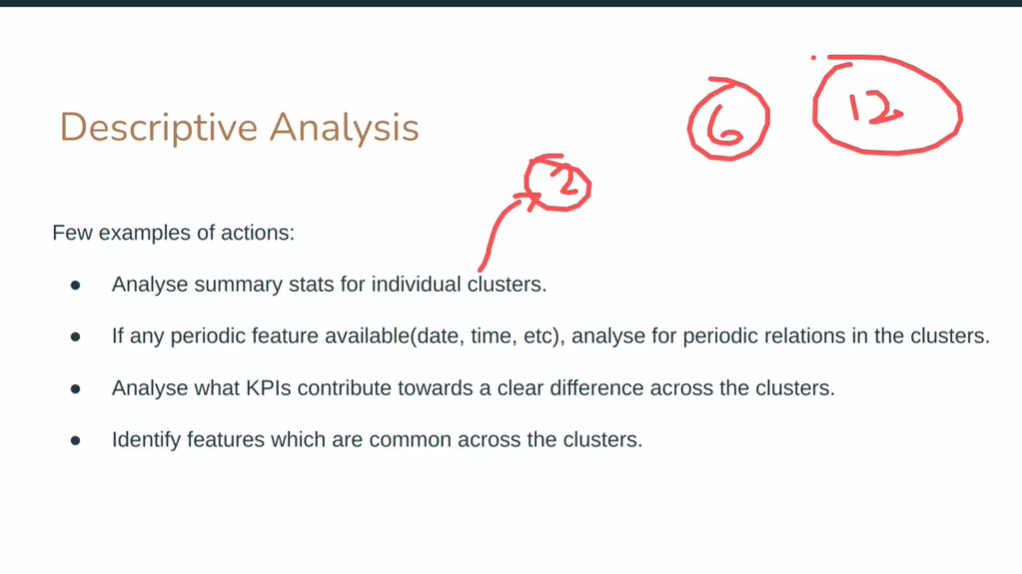 6 12
Descriptive Analysis
2
Few examples of actions:
● Analyse summary stats for individual clusters.
● If any periodic feature available(date, time, etc), analyse for periodic relations in the clusters.
● Analyse what KPIs contribute towards a clear difference across the clusters.
● Identify features which are common across the clusters.